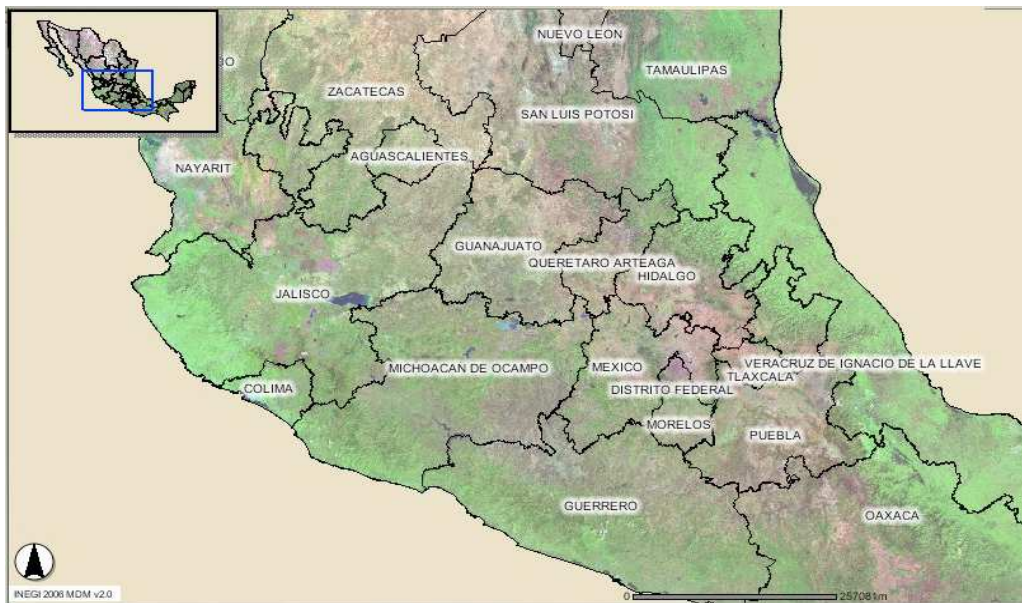 NUEVO LEON
TAMAULIPAS
O
ZACATECAS
SAN LUIS POTOSI
AGUASCALIENTES
NAYARIT
GUANAJUATO
QUERETARO ARTEAGA
HIDALGO
JALISCO
MICHOACAN DE OCAMPO
MEXICO
VERACRUZ DE IGNACIO DE LA LLAVE
TLAXCALA
COLIMA
DISTRITO FEDERAL
MORELOS
PUEBLA
GUERRERO
OAXACA
INEGI 2006 MDM v2.0
0 257081m